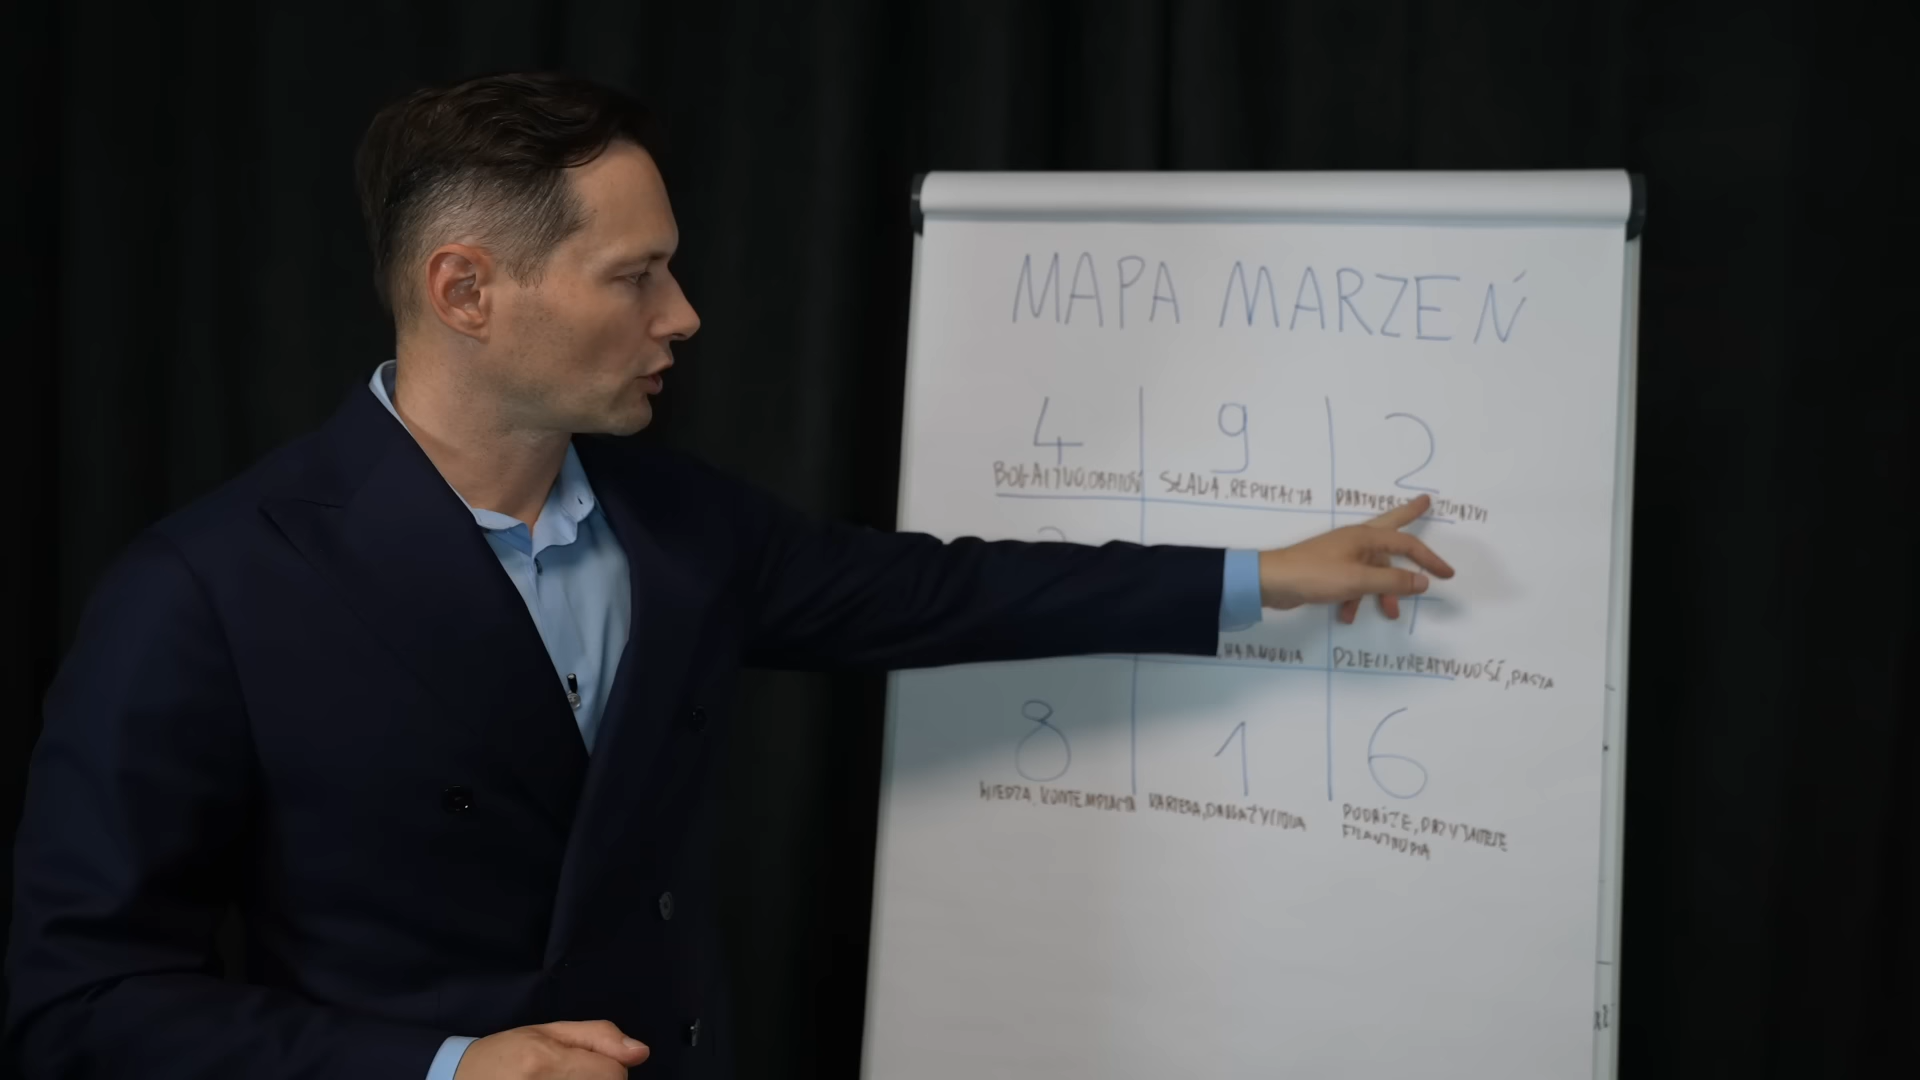 MAPA MARZEŃ
4 9 2
BOGACTWO, OBFITOŚĆ SŁAWA, REPUTACJA
7
HARMONIA DZIECI, KREATYWNOŚĆ, PASJA
8 1 6
WIEDZA, KONTEMPLACJA KARIERA, DROGA ŻYCIOWA PODRÓŻE, PRZYJACIELE
FILANTROPIA